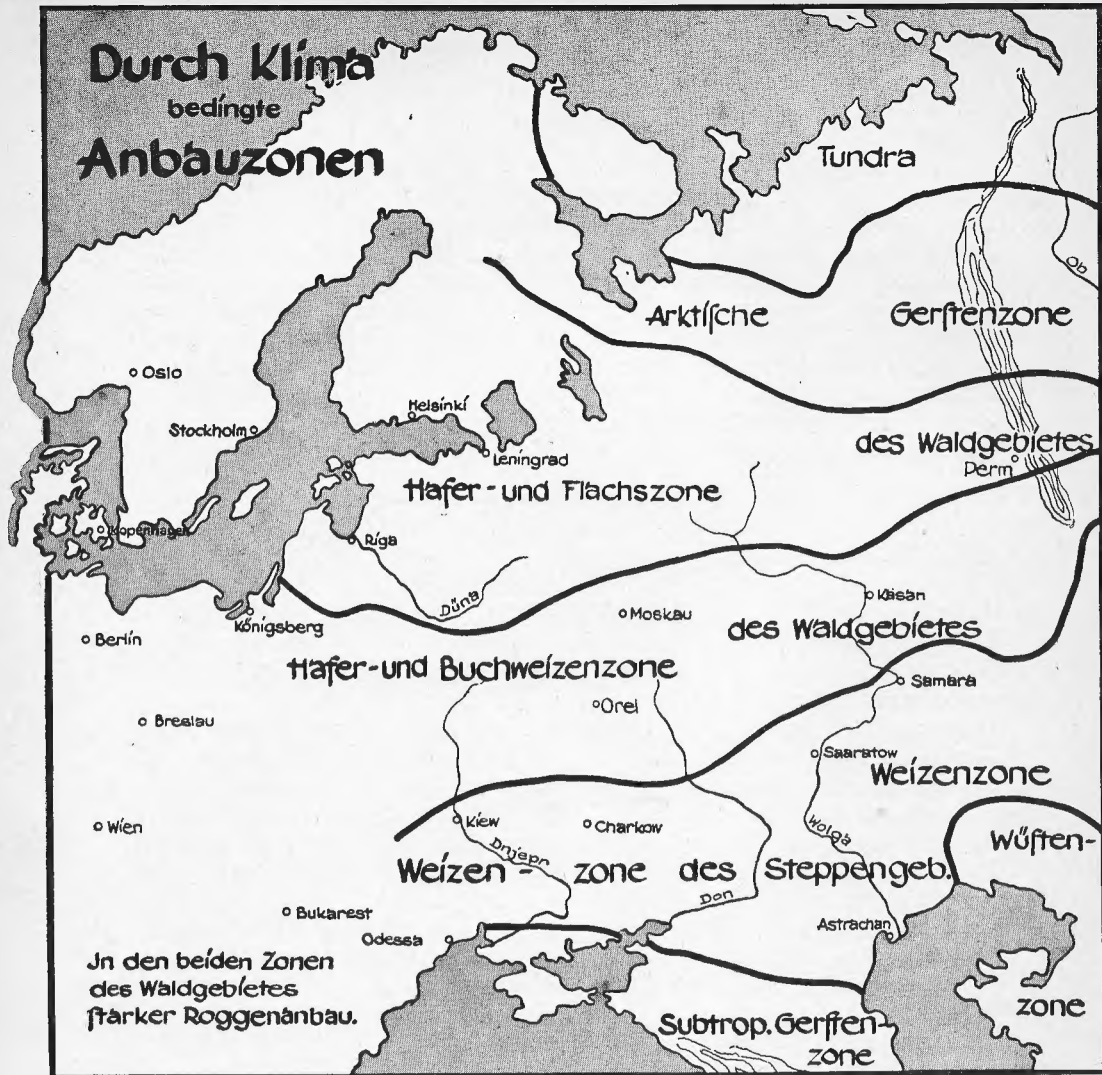 Durch Klima
bedingte
Anbauzonen
Tundra
Ob
Arktiſche Gerſtenzone
Oslo
Helsinki
Stockholm
Leningrad
des Waldgebietes
Perm
Hafer- und Flachszone
Kopenhagen
Riga
Düna
Kasan
Moskau
Königsberg
des Waldgebietes
Berlin
Hafer- und Buchweizenzone
Samara
Orel
Breslau
Saaratow
Weizenzone
Kiew
Charkow
Wien
Wolga
Wüſten-
Dnjepr
Weizen- zone des Steppengeb.
Don
Bukarest
Astrachan
Odessa
Jn den beiden Zonen
des Waldgebietes
ſtarker Roggenanbau.
zone
Subtrop. Gerſten-
zone